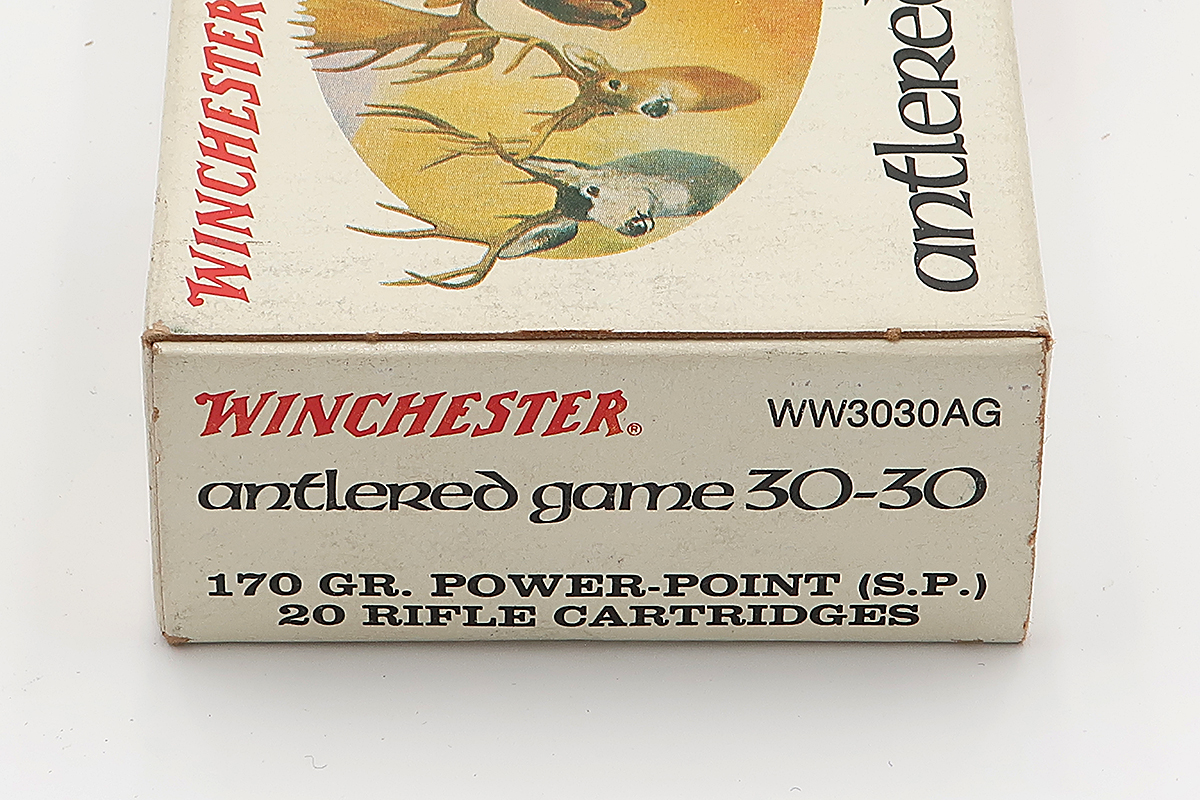 WINCHESTER
antlered
WINCHESTER®
WW3030AG
antlered game 30-30
170 GR. POWER-POINT (S.P.)
20 RIFLE CARTRIDGES